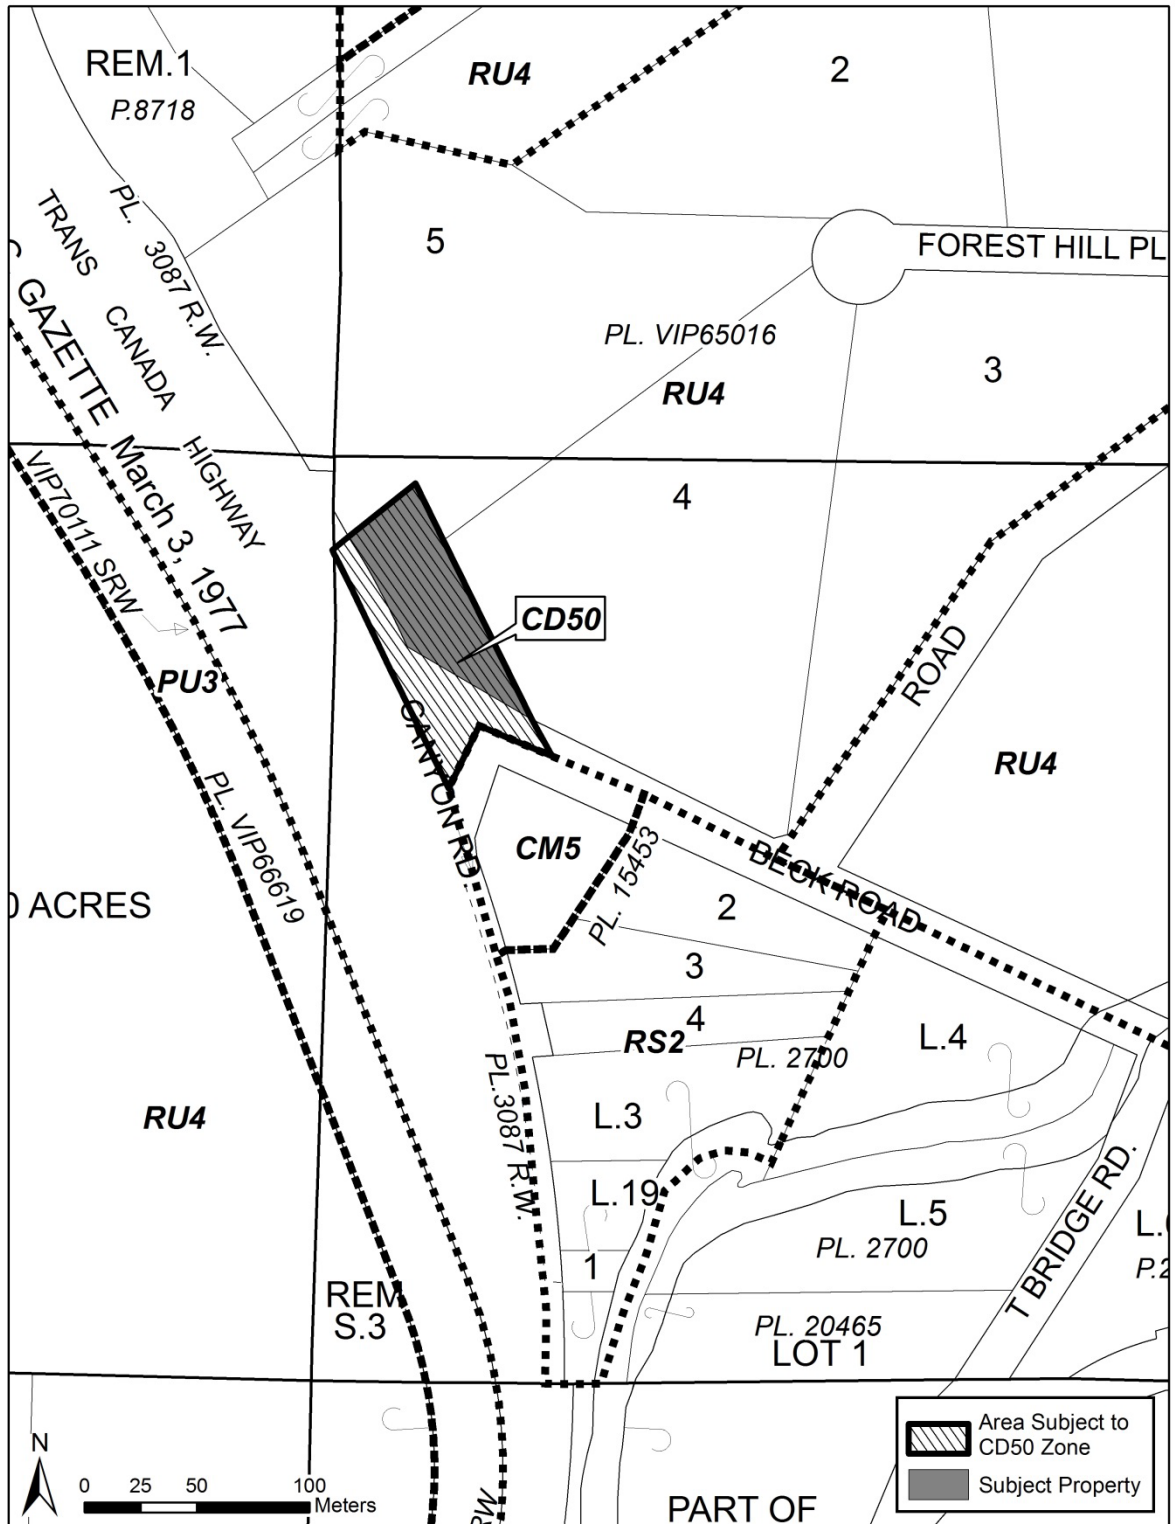 REM.1
P.8718
RU4
2
5
PL. 3087 R.W.
TRANS CANADA HIGHWAY
FOREST HILL PL
GAZETTE March 3, 1977
PL. VIP65016
RU4
3
VIP70111 SRW
4
CD50
PU3
ROAD
CANYON RD.
RU4
PL. VIP66619
CM5
PL. 15453
BECK ROAD
0 ACRES
2
3
4
RS2
PL. 2700
L.4
PL.3087 R.W.
RU4
L.3
L.19
L.5
PL. 2700
T BRIDGE RD.
L.
P.2
1
REM
S.3
PL. 20465
LOT 1
N
0 25 50 100
Meters
RW
PART OF
Area Subject to
CD50 Zone
Subject Property